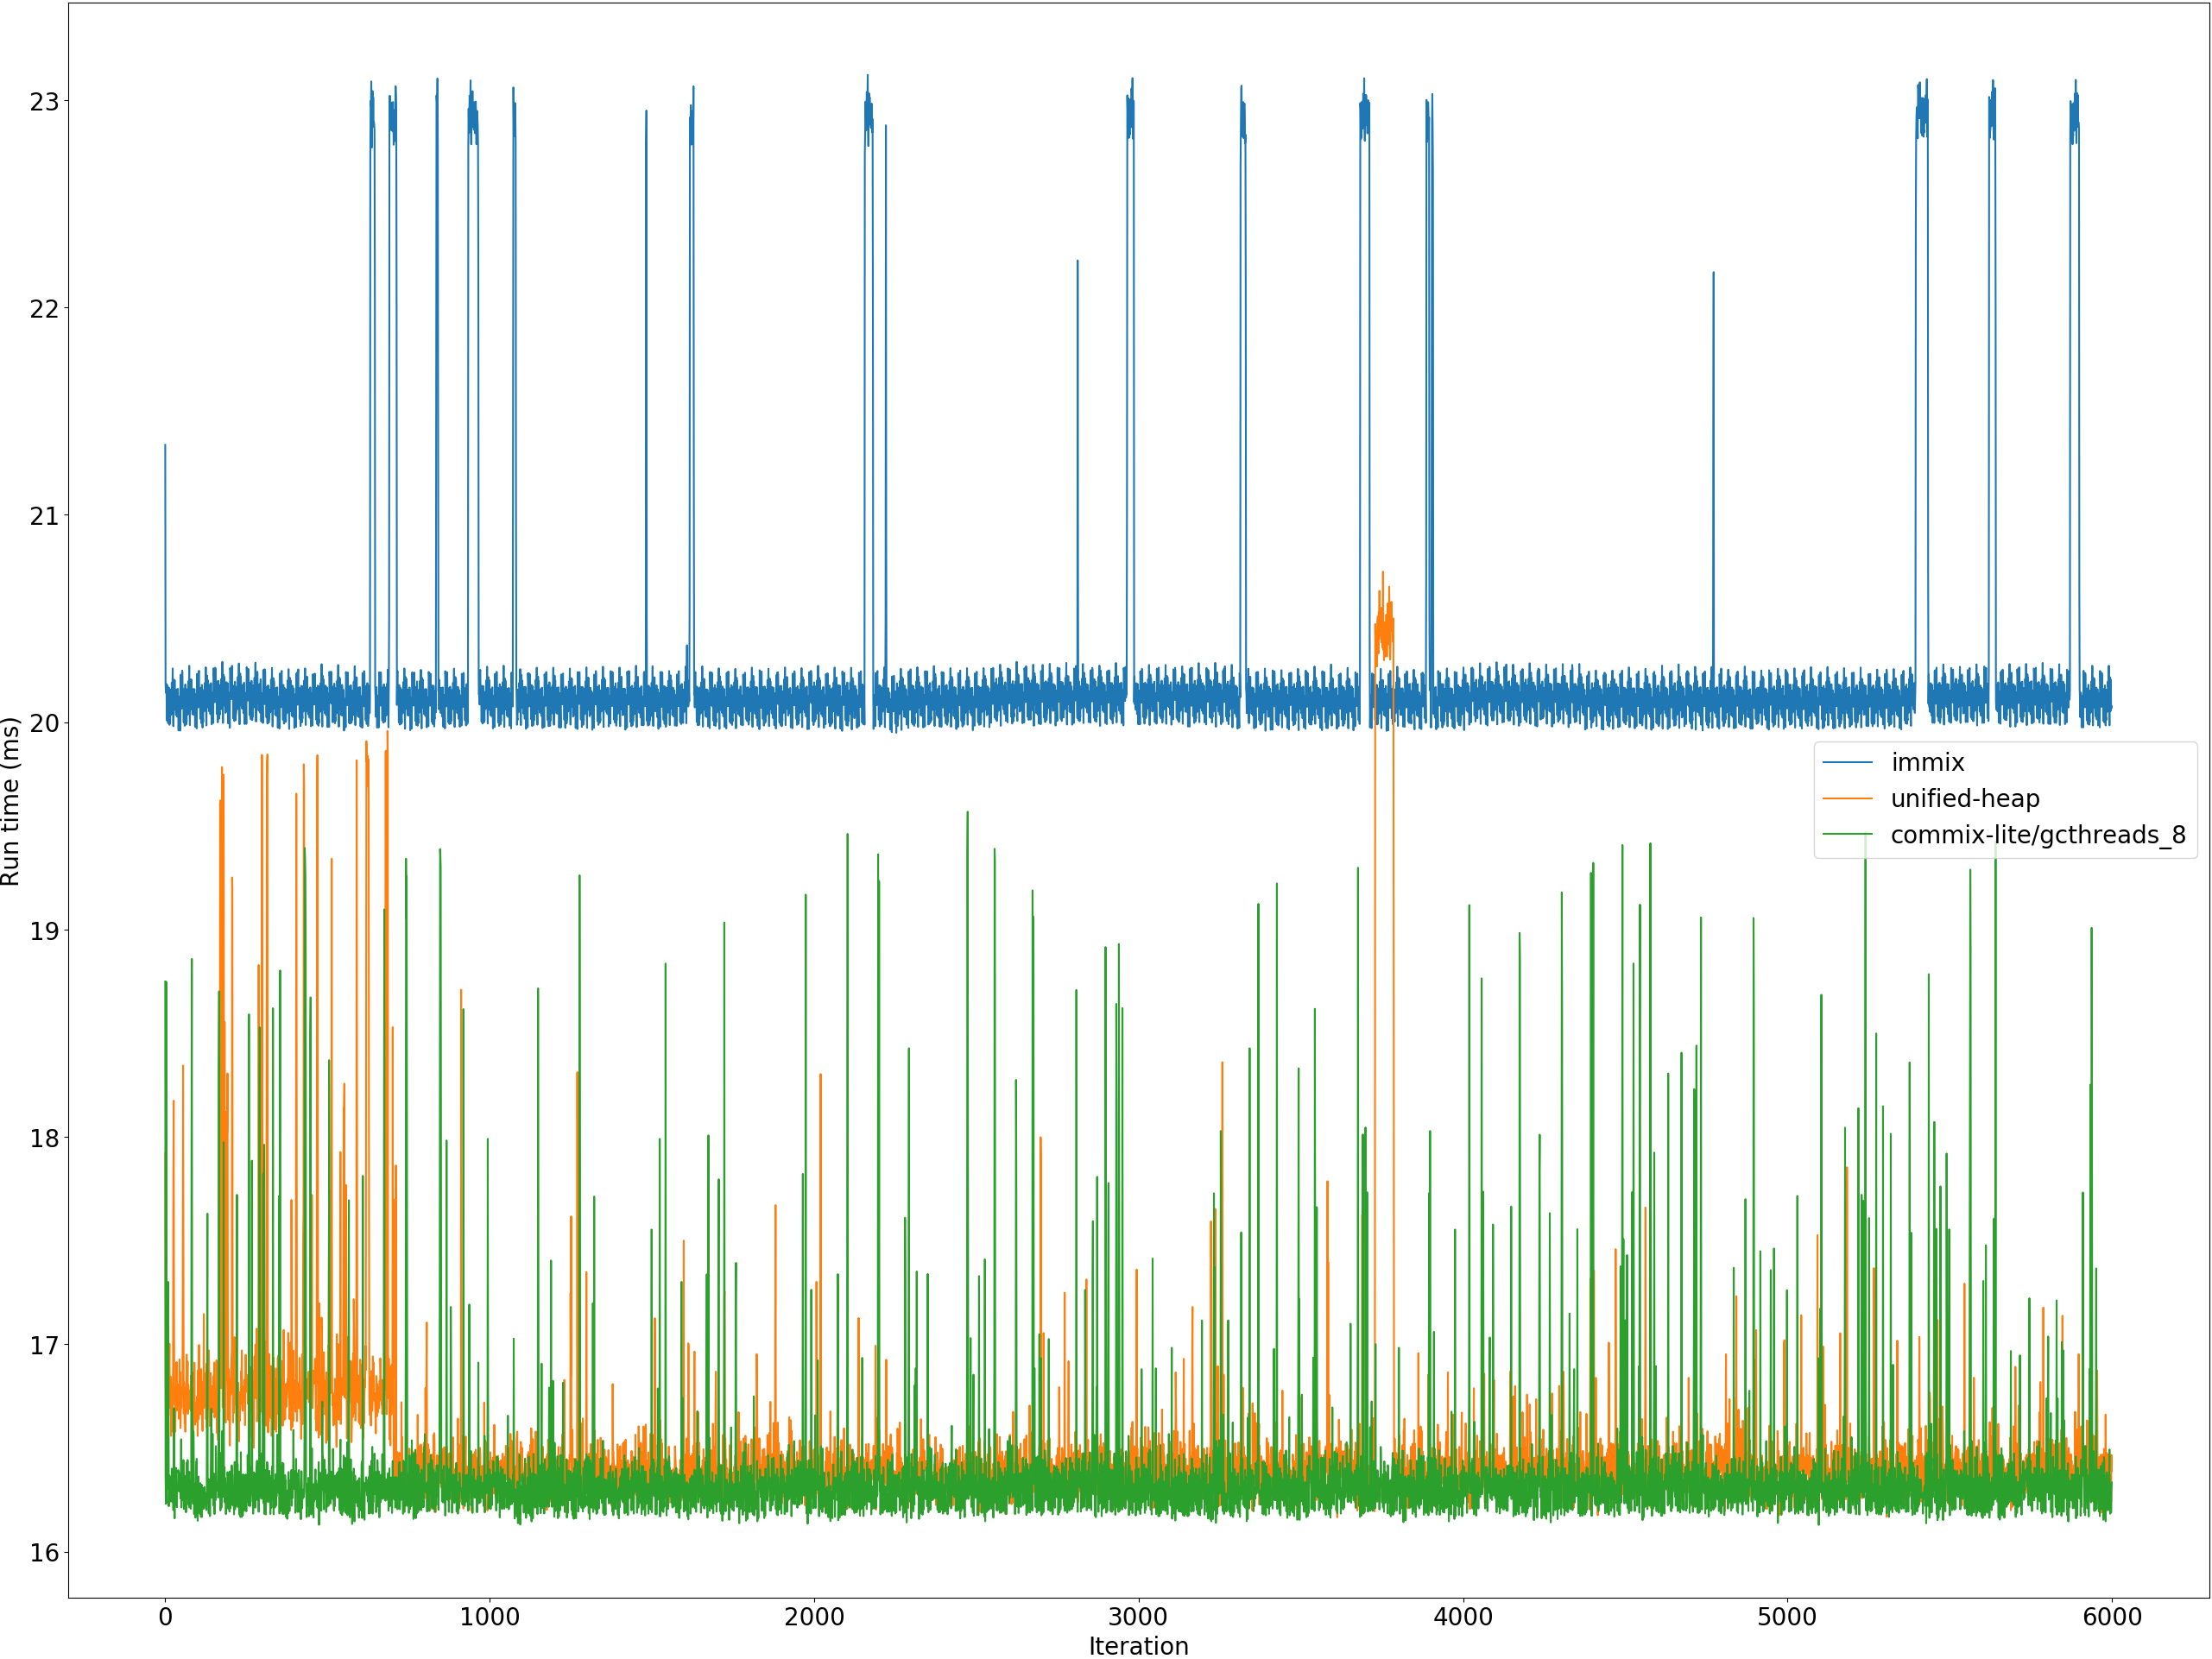 23
22
21
20
19
18
17
16
Run time (ms)
immix
unified-heap
commix-lite/gcthreads_8
0 1000 2000 3000 4000 5000 6000
Iteration